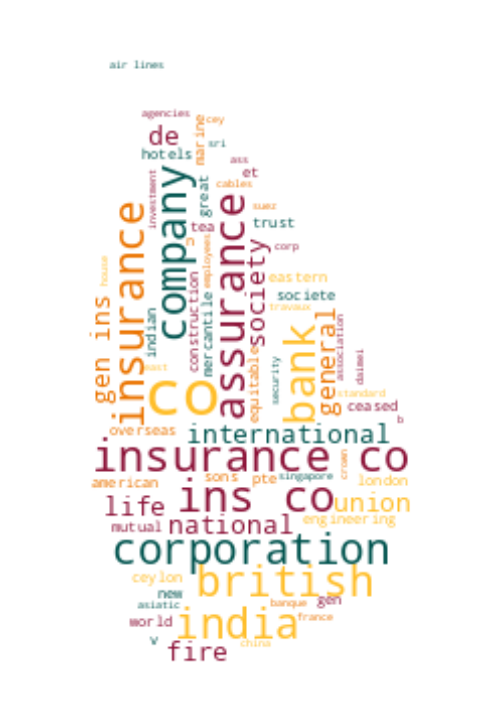 air lines
agencies
cey
marine
de
sri
hotels
ass
et
investment
company
great
cables
insurance
assurance
suez
tea
trust
c
society
corp
employees
house
construction
eastern
mercantile
societe
gen ins
indian
travaux
general
association
bank
equitable
security
daimei
east
co
standard
ceased
b
overseas
international
insurance co
crown
american
sons
pte
singapore
london
life
ins co
union
mutual
national
engineering
corporation
ceylon
british
new
asiatic
banque
gen
world
india
france
v
fire
china